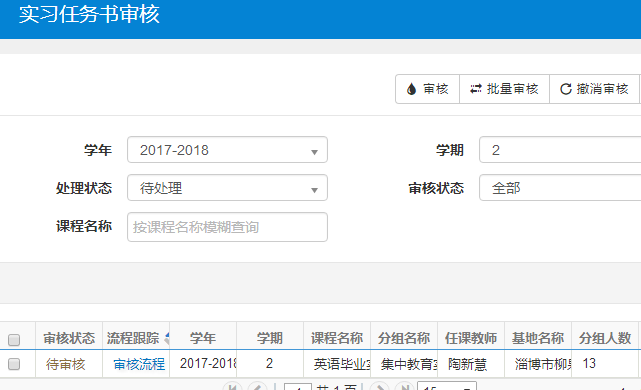 实习任务书审核
审核 批量审核 撤消审核
学年 2017-2018 学期 2
处理状态 待处理 审核状态 全部
课程名称 按课程名称模糊查询
审核状态 流程跟踪 学年 学期 课程名称 分组名称 任课教师 基地名称 分组人数
待审核 审核流程 2017-2018 2 英语毕业 集中教育 陶新慧 淄博市柳 13
1 共 1 页 15